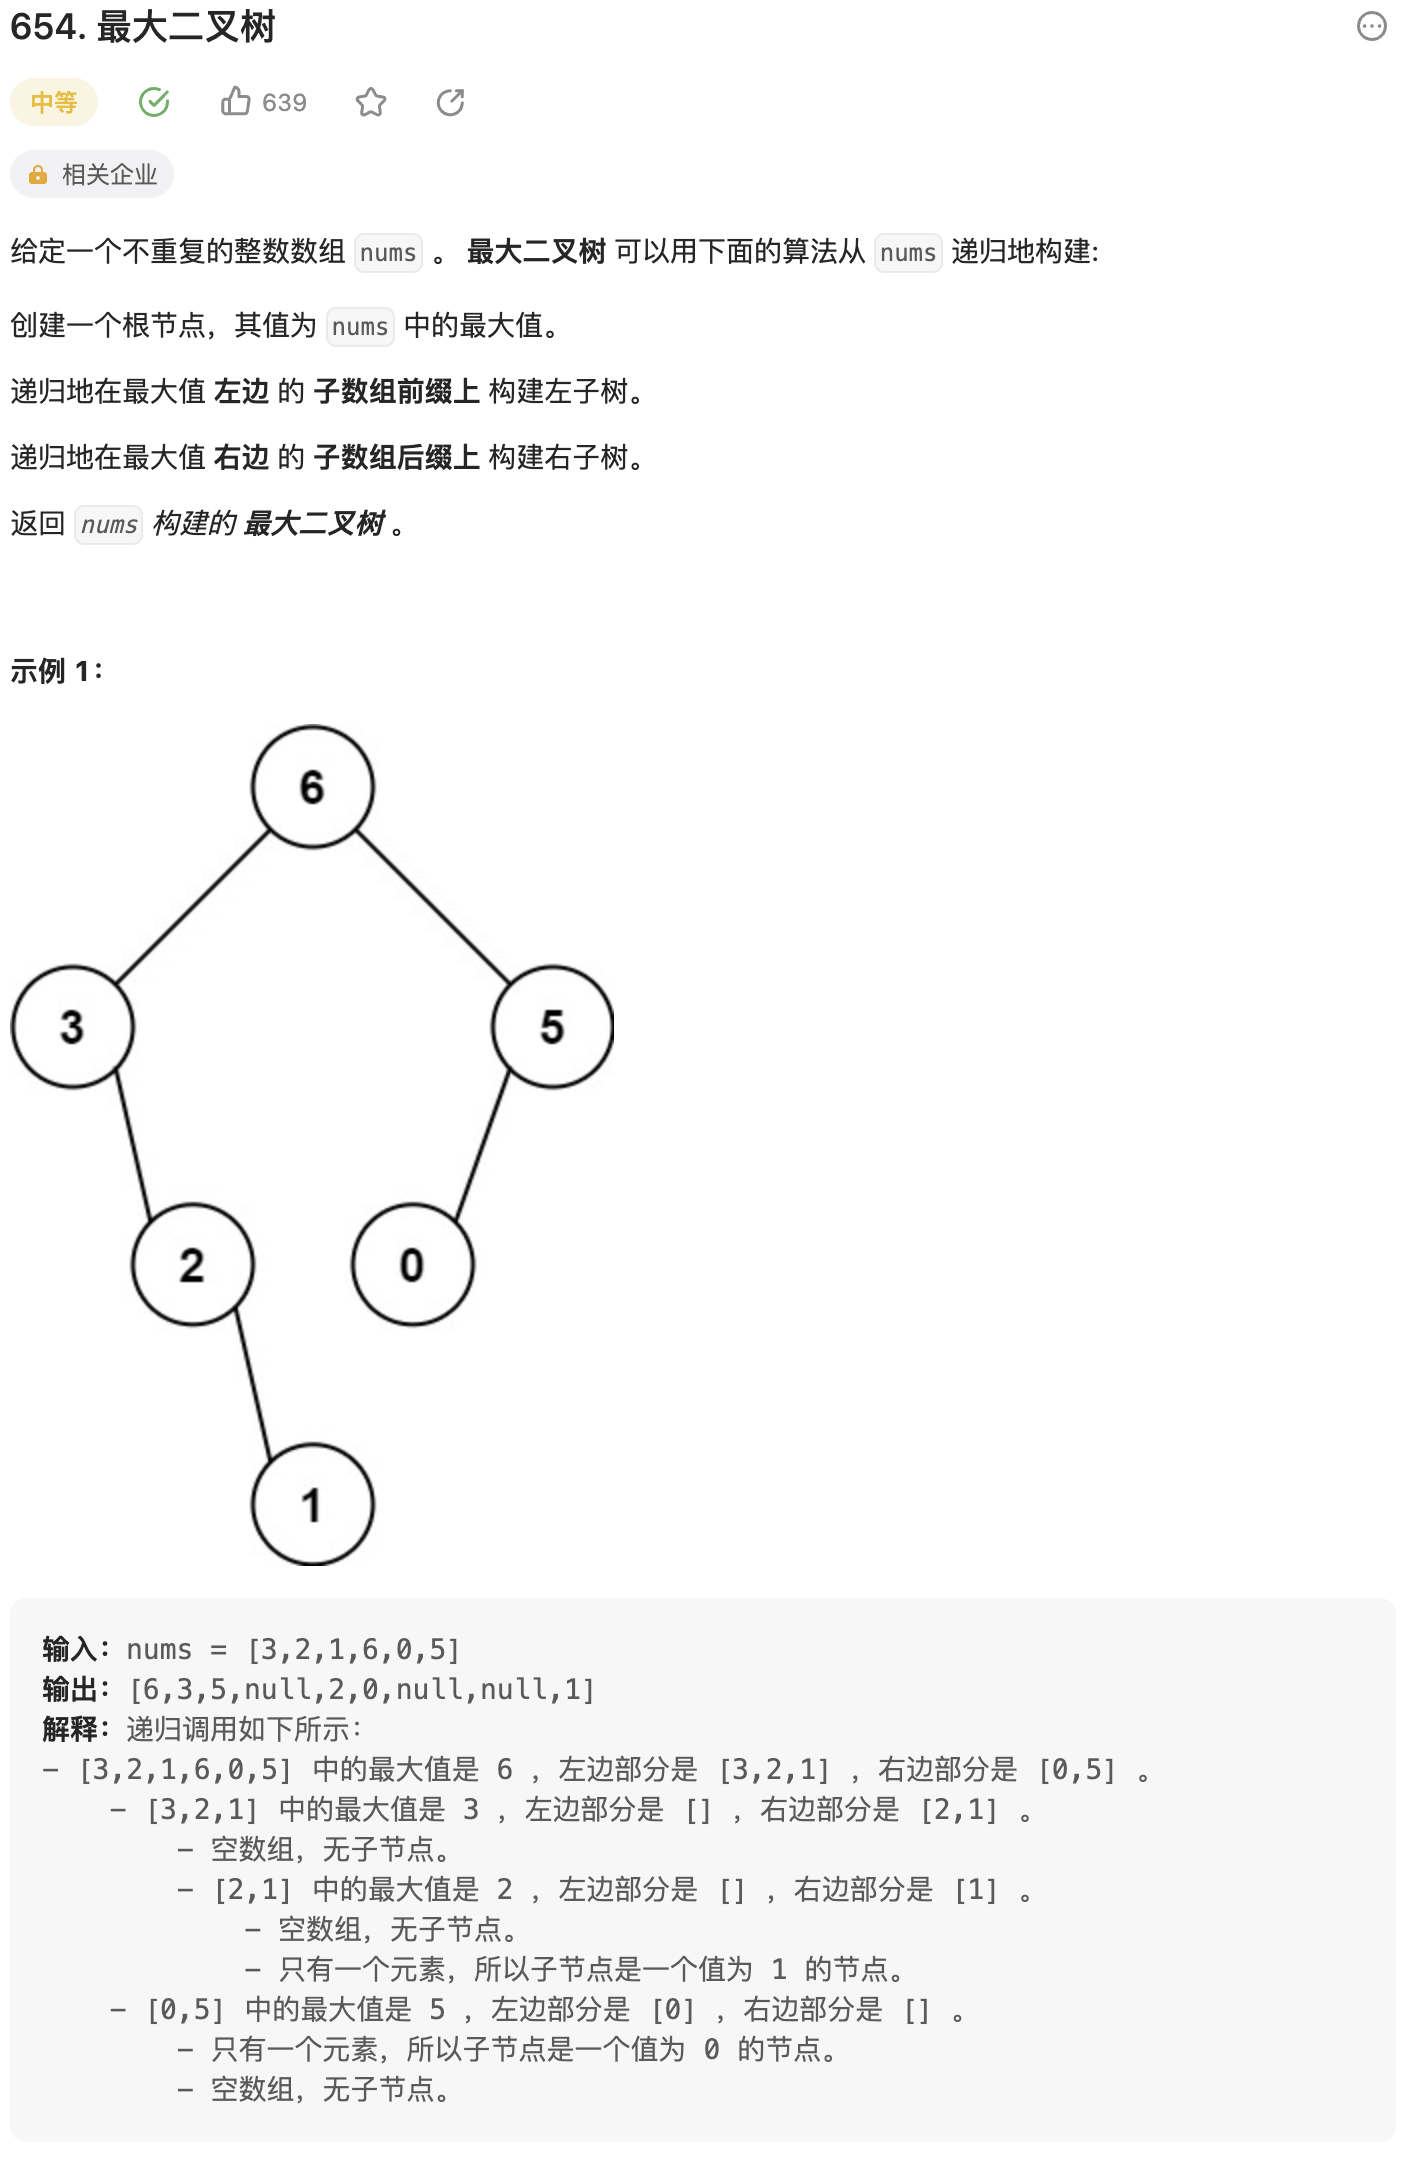 654. 最大二叉树
中等 639
相关企业
给定一个不重复的整数数组 nums 。 最大二叉树 可以用下面的算法从 nums 递归地构建:
创建一个根节点，其值为 nums 中的最大值。
递归地在最大值 左边 的 子数组前缀上 构建左子树。
递归地在最大值 右边 的 子数组后缀上 构建右子树。
返回 nums 构建的 最大二叉树 。
示例 1：
6
3 5
2 0
1
输入：nums = [3,2,1,6,0,5]
输出：[6,3,5,null,2,0,null,null,1]
解释：递归调用如下所示：
- [3,2,1,6,0,5] 中的最大值是 6 ，左边部分是 [3,2,1] ，右边部分是 [0,5] 。
- [3,2,1] 中的最大值是 3 ，左边部分是 [] ，右边部分是 [2,1] 。
- 空数组，无子节点。
- [2,1] 中的最大值是 2 ，左边部分是 [] ，右边部分是 [1] 。
- 空数组，无子节点。
- 只有一个元素，所以子节点是一个值为 1 的节点。
- [0,5] 中的最大值是 5 ，左边部分是 [0] ，右边部分是 [] 。
- 只有一个元素，所以子节点是一个值为 0 的节点。
- 空数组，无子节点。